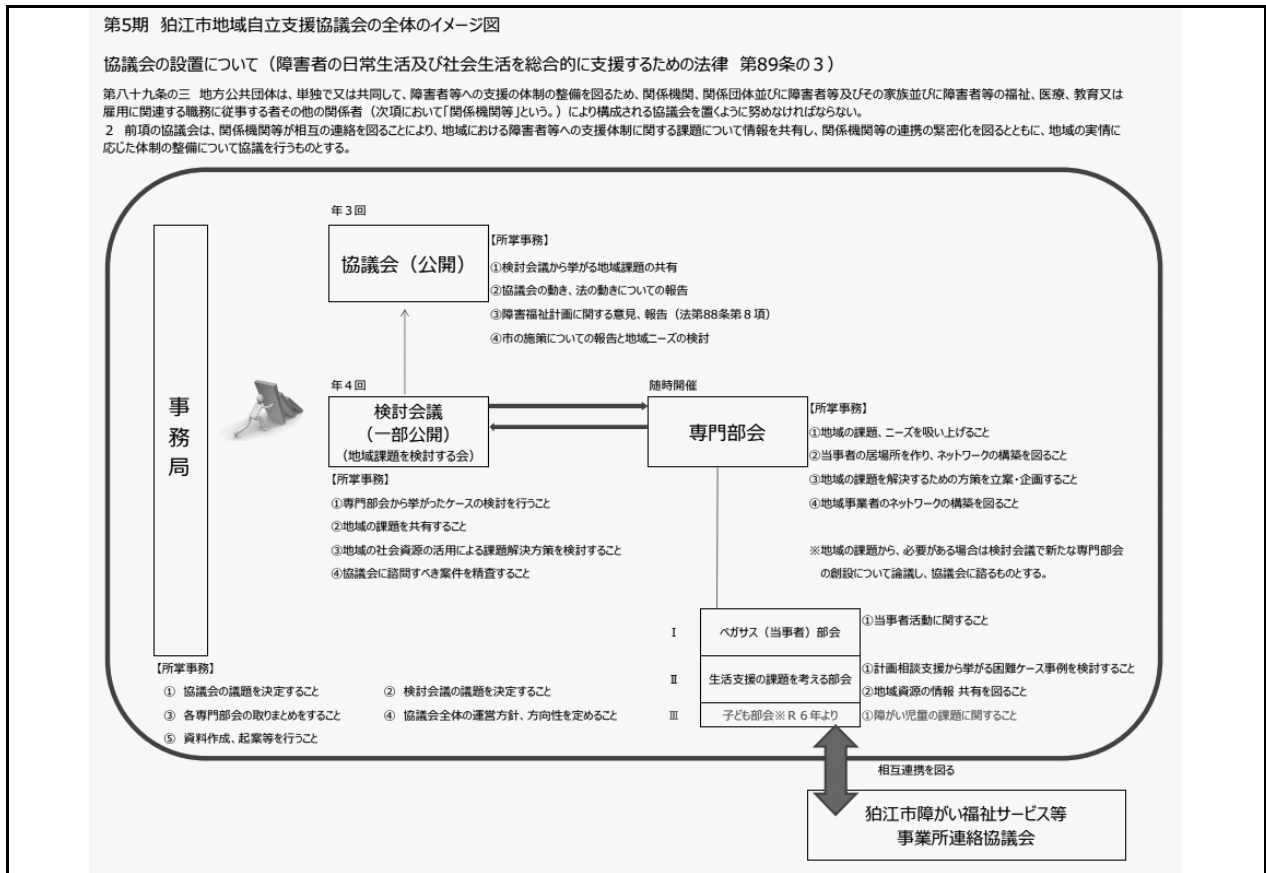 第5期 狛江市地域自立支援協議会の全体のイメージ図
協議会の設置について（障害者の日常生活及び社会生活を総合的に支援するための法律 第89条の３）
第八十九条の三 地方公共団体は、単独で又は共同して、障害者等への支援の体制の整備を図るため、関係機関、関係団体並びに障害者等及びその家族並びに障害者等の福祉、医療、教育又は
雇用に関連する職務に従事する者その他の関係者（次項において「関係機関等」という。）により構成される協議会を置くように努めなければならない。
２ 前項の協議会は、関係機関等が相互の連絡を図ることにより、地域における障害者等への支援体制に関する課題について情報を共有し、関係機関等の連携の緊密化を図るとともに、地域の実情に
応じた体制の整備について協議を行うものとする。
年３回
協議会（公開）
【所掌事務】
①検討会議から挙がる地域課題の共有
②協議会の動き、法の動きについての報告
③障害福祉計画に関する意見、報告（法第88条第８項）
④市の施策についての報告と地域ニーズの検討
事務局
年４回
検討会議
（一部公開）
（地域課題を検討する会）
【所掌事務】
①専門部会から挙がったケースの検討を行うこと
②地域の課題を共有すること
③地域の社会資源の活用による課題解決方策を検討すること
④協議会に諮問すべき案件を精査すること
随時開催
専門部会
【所掌事務】
①地域の課題、ニーズを吸い上げること
②当事者の居場所を作り、ネットワークの構築を図ること
③地域の課題を解決するための方策を立案・企画すること
④地域事業者のネットワークの構築を図ること
※地域の課題から、必要がある場合は検討会議で新たな専門部会
の創設について論議し、協議会に諮るものとする。
Ⅰ ペガサス（当事者）部会 ①当事者活動に関すること
Ⅱ 生活支援の課題を考える部会 ①計画相談支援から挙がる困難ケース事例を検討すること
②地域資源の情報 共有を図ること
Ⅲ 子ども部会※Ｒ６年より ①障がい児童の課題に関すること
【所掌事務】
① 協議会の議題を決定すること ② 検討会議の議題を決定すること
③ 各専門部会の取りまとめをすること ④ 協議会全体の運営方針、方向性を定めること
⑤ 資料作成、起案等を行うこと
相互連携を図る
狛江市障がい福祉サービス等
事業所連絡協議会